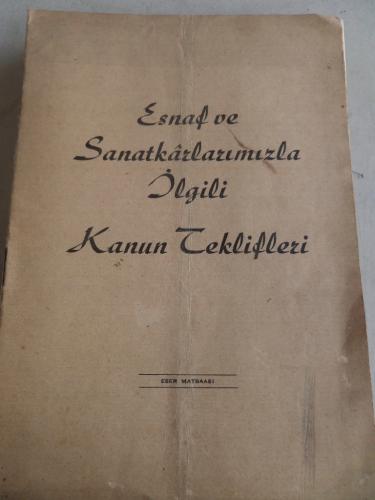 Esnaf ve
Sanatkârlarımızla
İlgili
Kanun Teklifleri
ESER MATBAASI